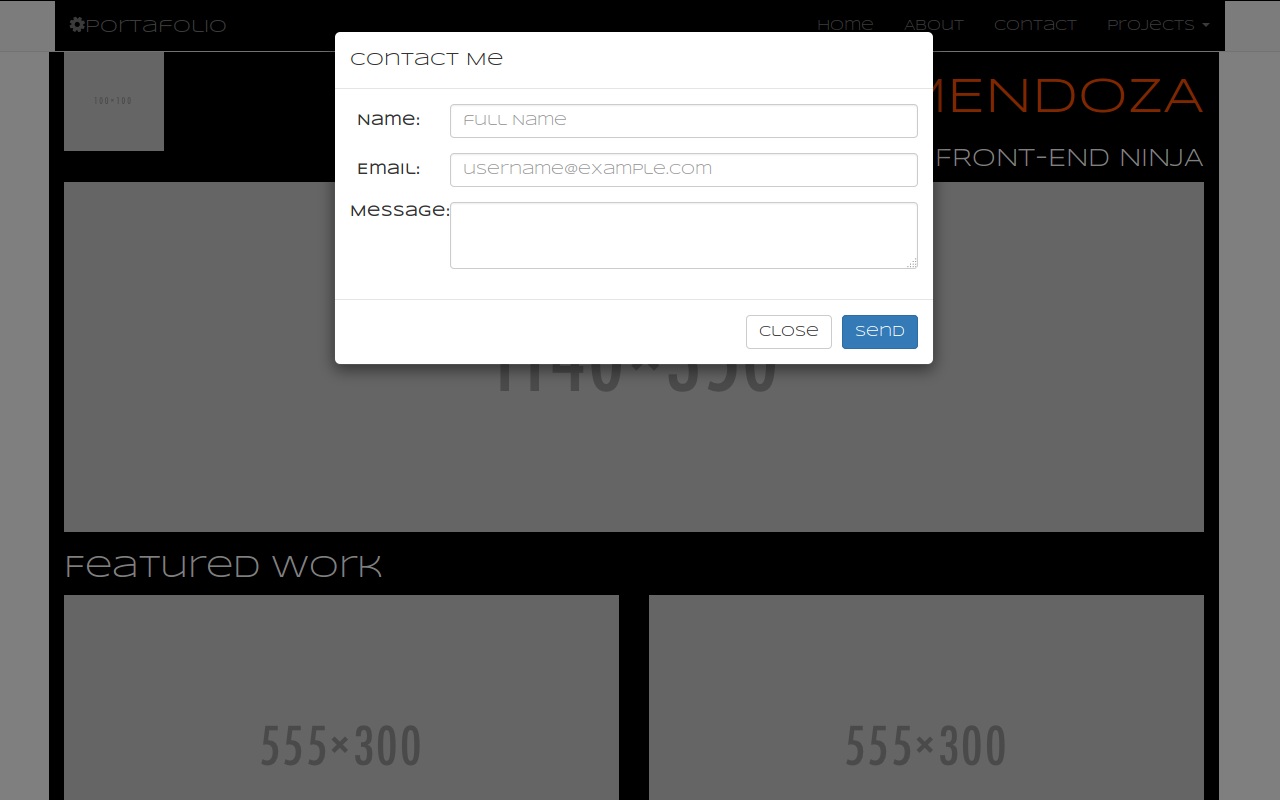 Portafolio Home About Contact Projects
Contact Me
100×100
MENDOZA
Name: Full Name
FRONT-END NINJA
Email: username@example.com
Message:
Close Send
1140×350
Featured Work
555×300 555×300